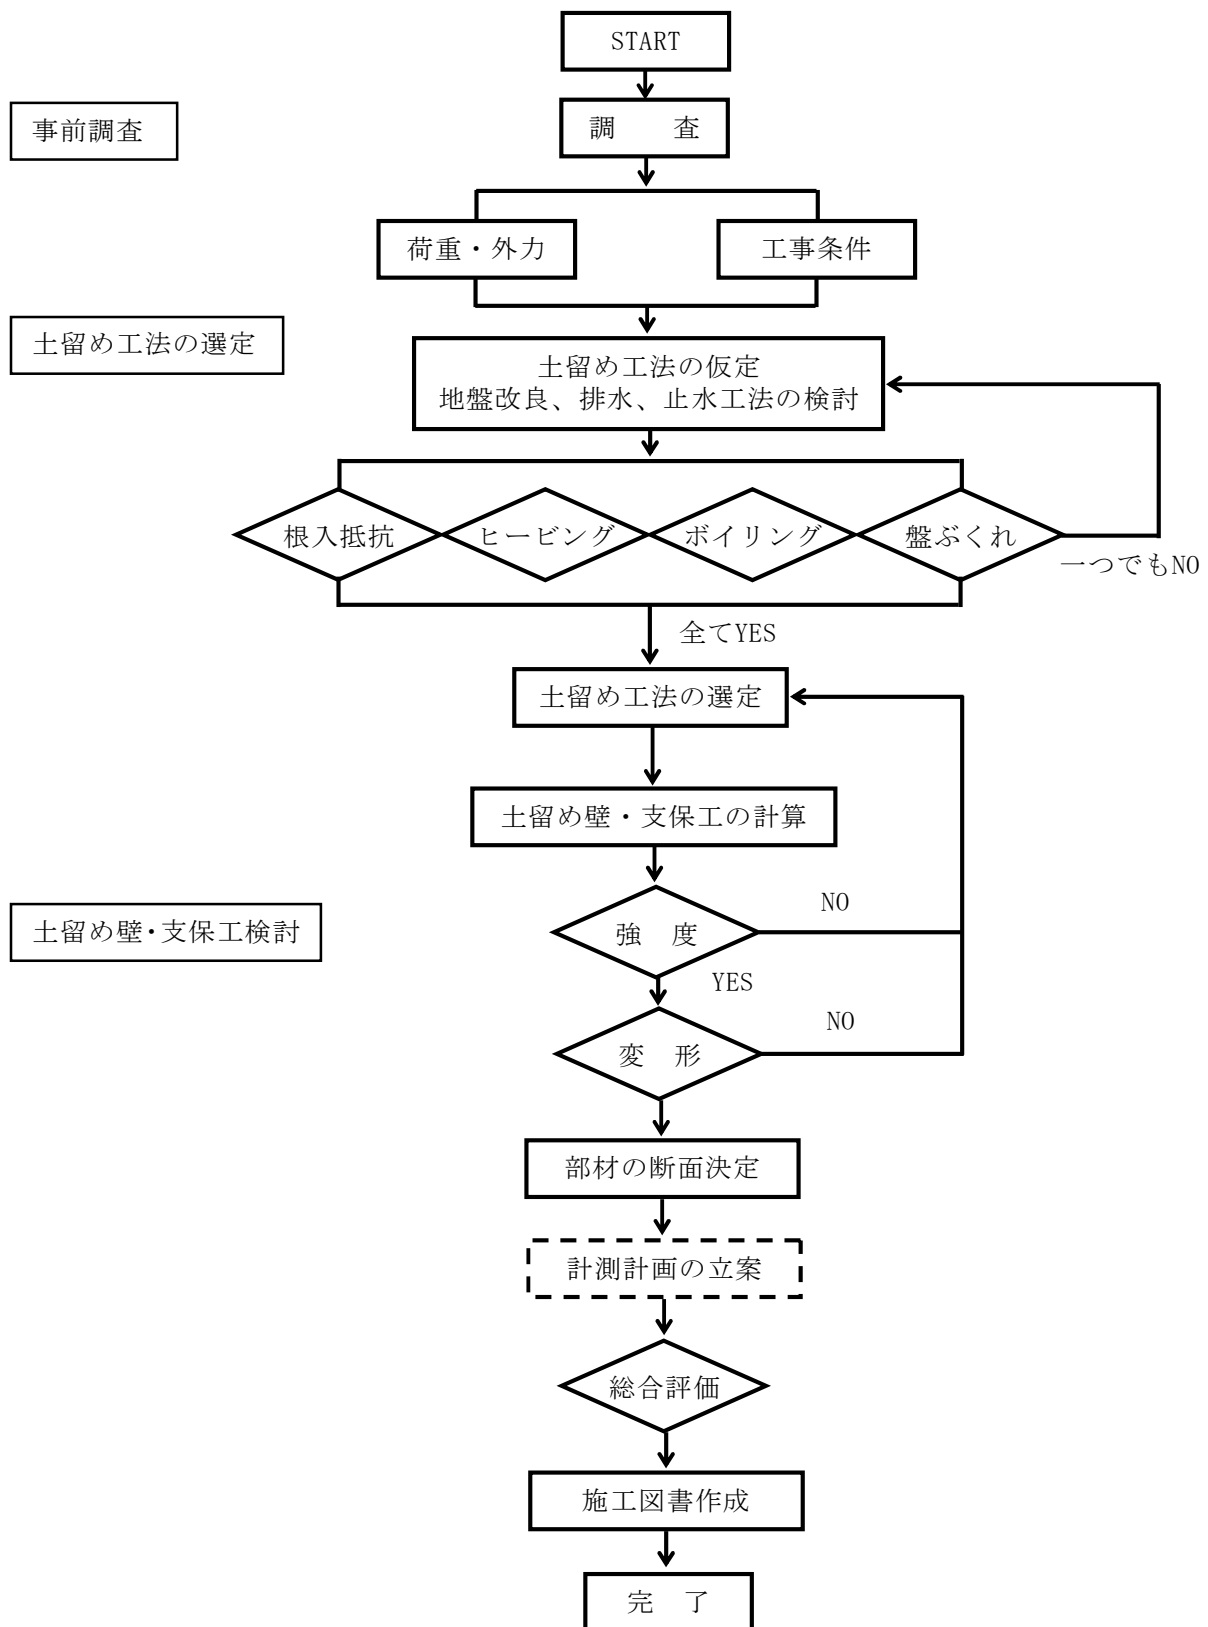 START
事前調査
調　査
荷重・外力
工事条件
土留め工法の選定
土留め工法の仮定
地盤改良、排水、止水工法の検討
根入抵抗
ヒービング
ボイリング
盤ぶくれ
一つでもNO
全てYES
土留め工法の選定
土留め壁・支保工の計算
NO
土留め壁・支保工検討
強　度
YES
NO
変　形
部材の断面決定
計測計画の立案
総合評価
施工図書作成
完　了